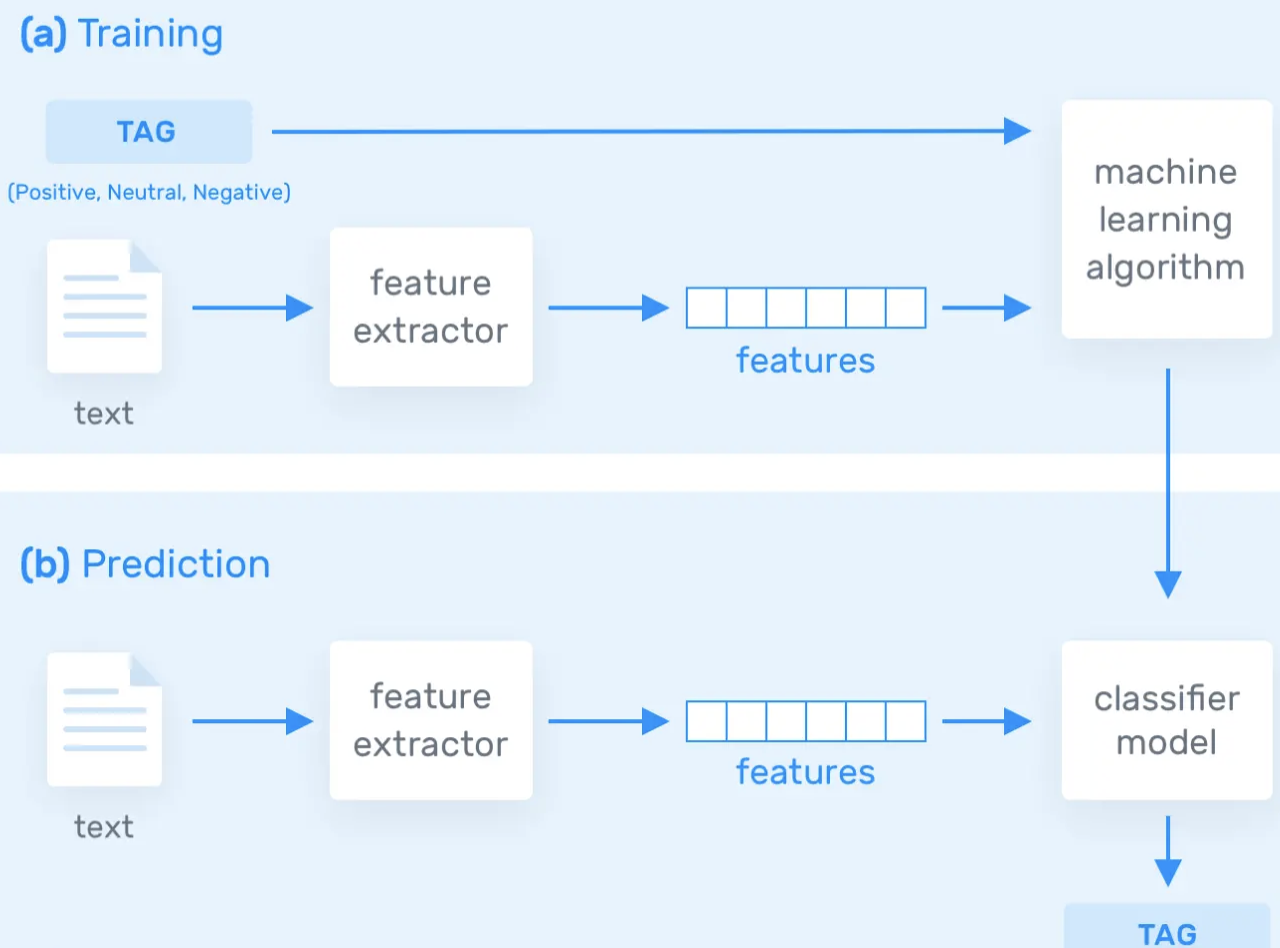 (a) Training
TAG
(Positive, Neutral, Negative)
machine
learning
algorithm
feature
extractor
features
text
(b) Prediction
feature
extractor
features
classifier
model
text
TAG